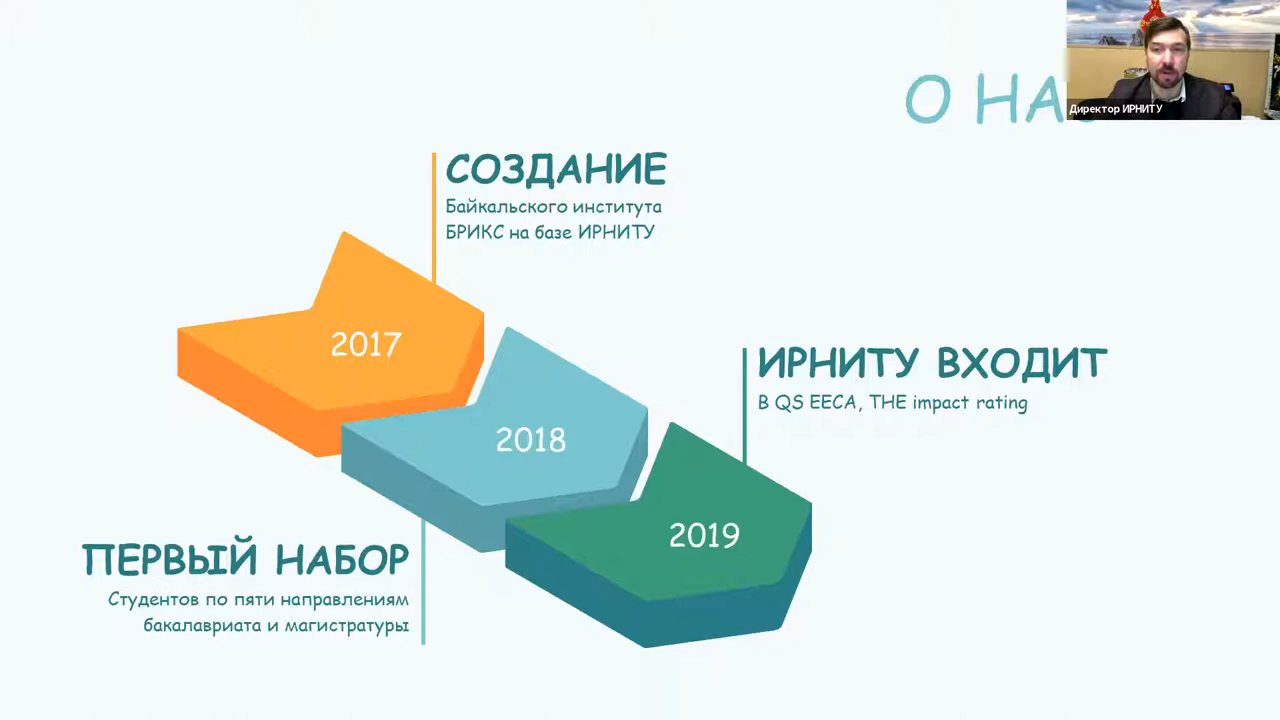 О НА
Директор ИРНИТУ
СОЗДАНИЕ
Байкальского института
БРИКС на базе ИРНИТУ
2017
2018
ИРНИТУ ВХОДИТ
В QS EECA, THE impact rating
2019
ПЕРВЫЙ НАБОР
Студентов по пяти направлениям
бакалавриата и магистратуры